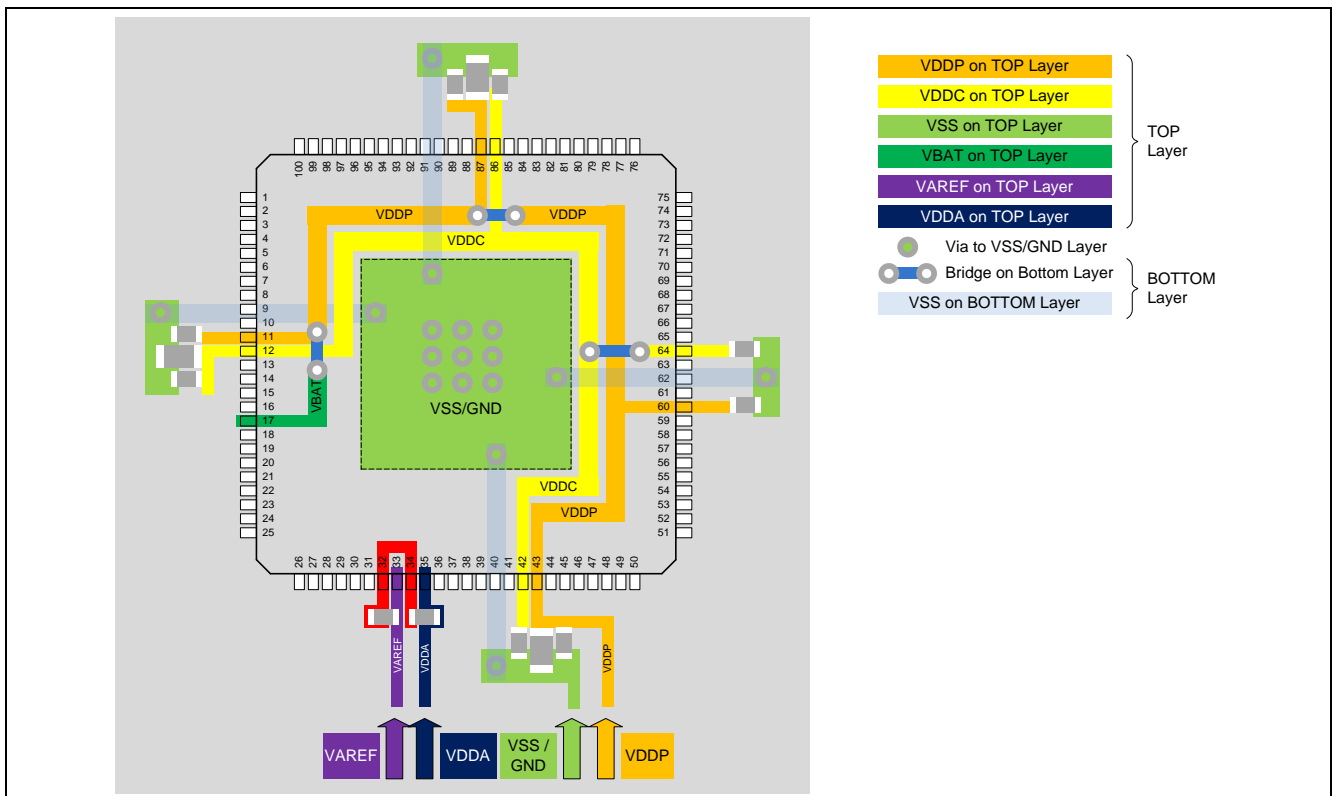 100 99 98 97 96 95 94 93 92 91 90 89 88 87 86 85 84 83 82 81 80 79 78 77 76
1
2
3
4
5
6
7
8
9
10
11
12
13
14
15
16
17
18
19
20
21
22
23
24
25
26 27 28 29 30 31 32 33 34 35 36 37 38 39 40 41 42 43 44 45 46 47 48 49 50
75
74
73
72
71
70
69
68
67
66
65
64
63
62
61
60
59
58
57
56
55
54
53
52
51
VDDP
VDDP
VDDC
VBAT
VSS/GND
VDDC
VDDP
VAREF
VDDA
VDDP
VAREF
VDDA
VSS /
GND
VDDP
VDDP on TOP Layer
VDDC on TOP Layer
VSS on TOP Layer
VBAT on TOP Layer
VAREF on TOP Layer
VDDA on TOP Layer
TOP
Layer
Via to VSS/GND Layer
Bridge on Bottom Layer
VSS on BOTTOM Layer
BOTTOM
Layer